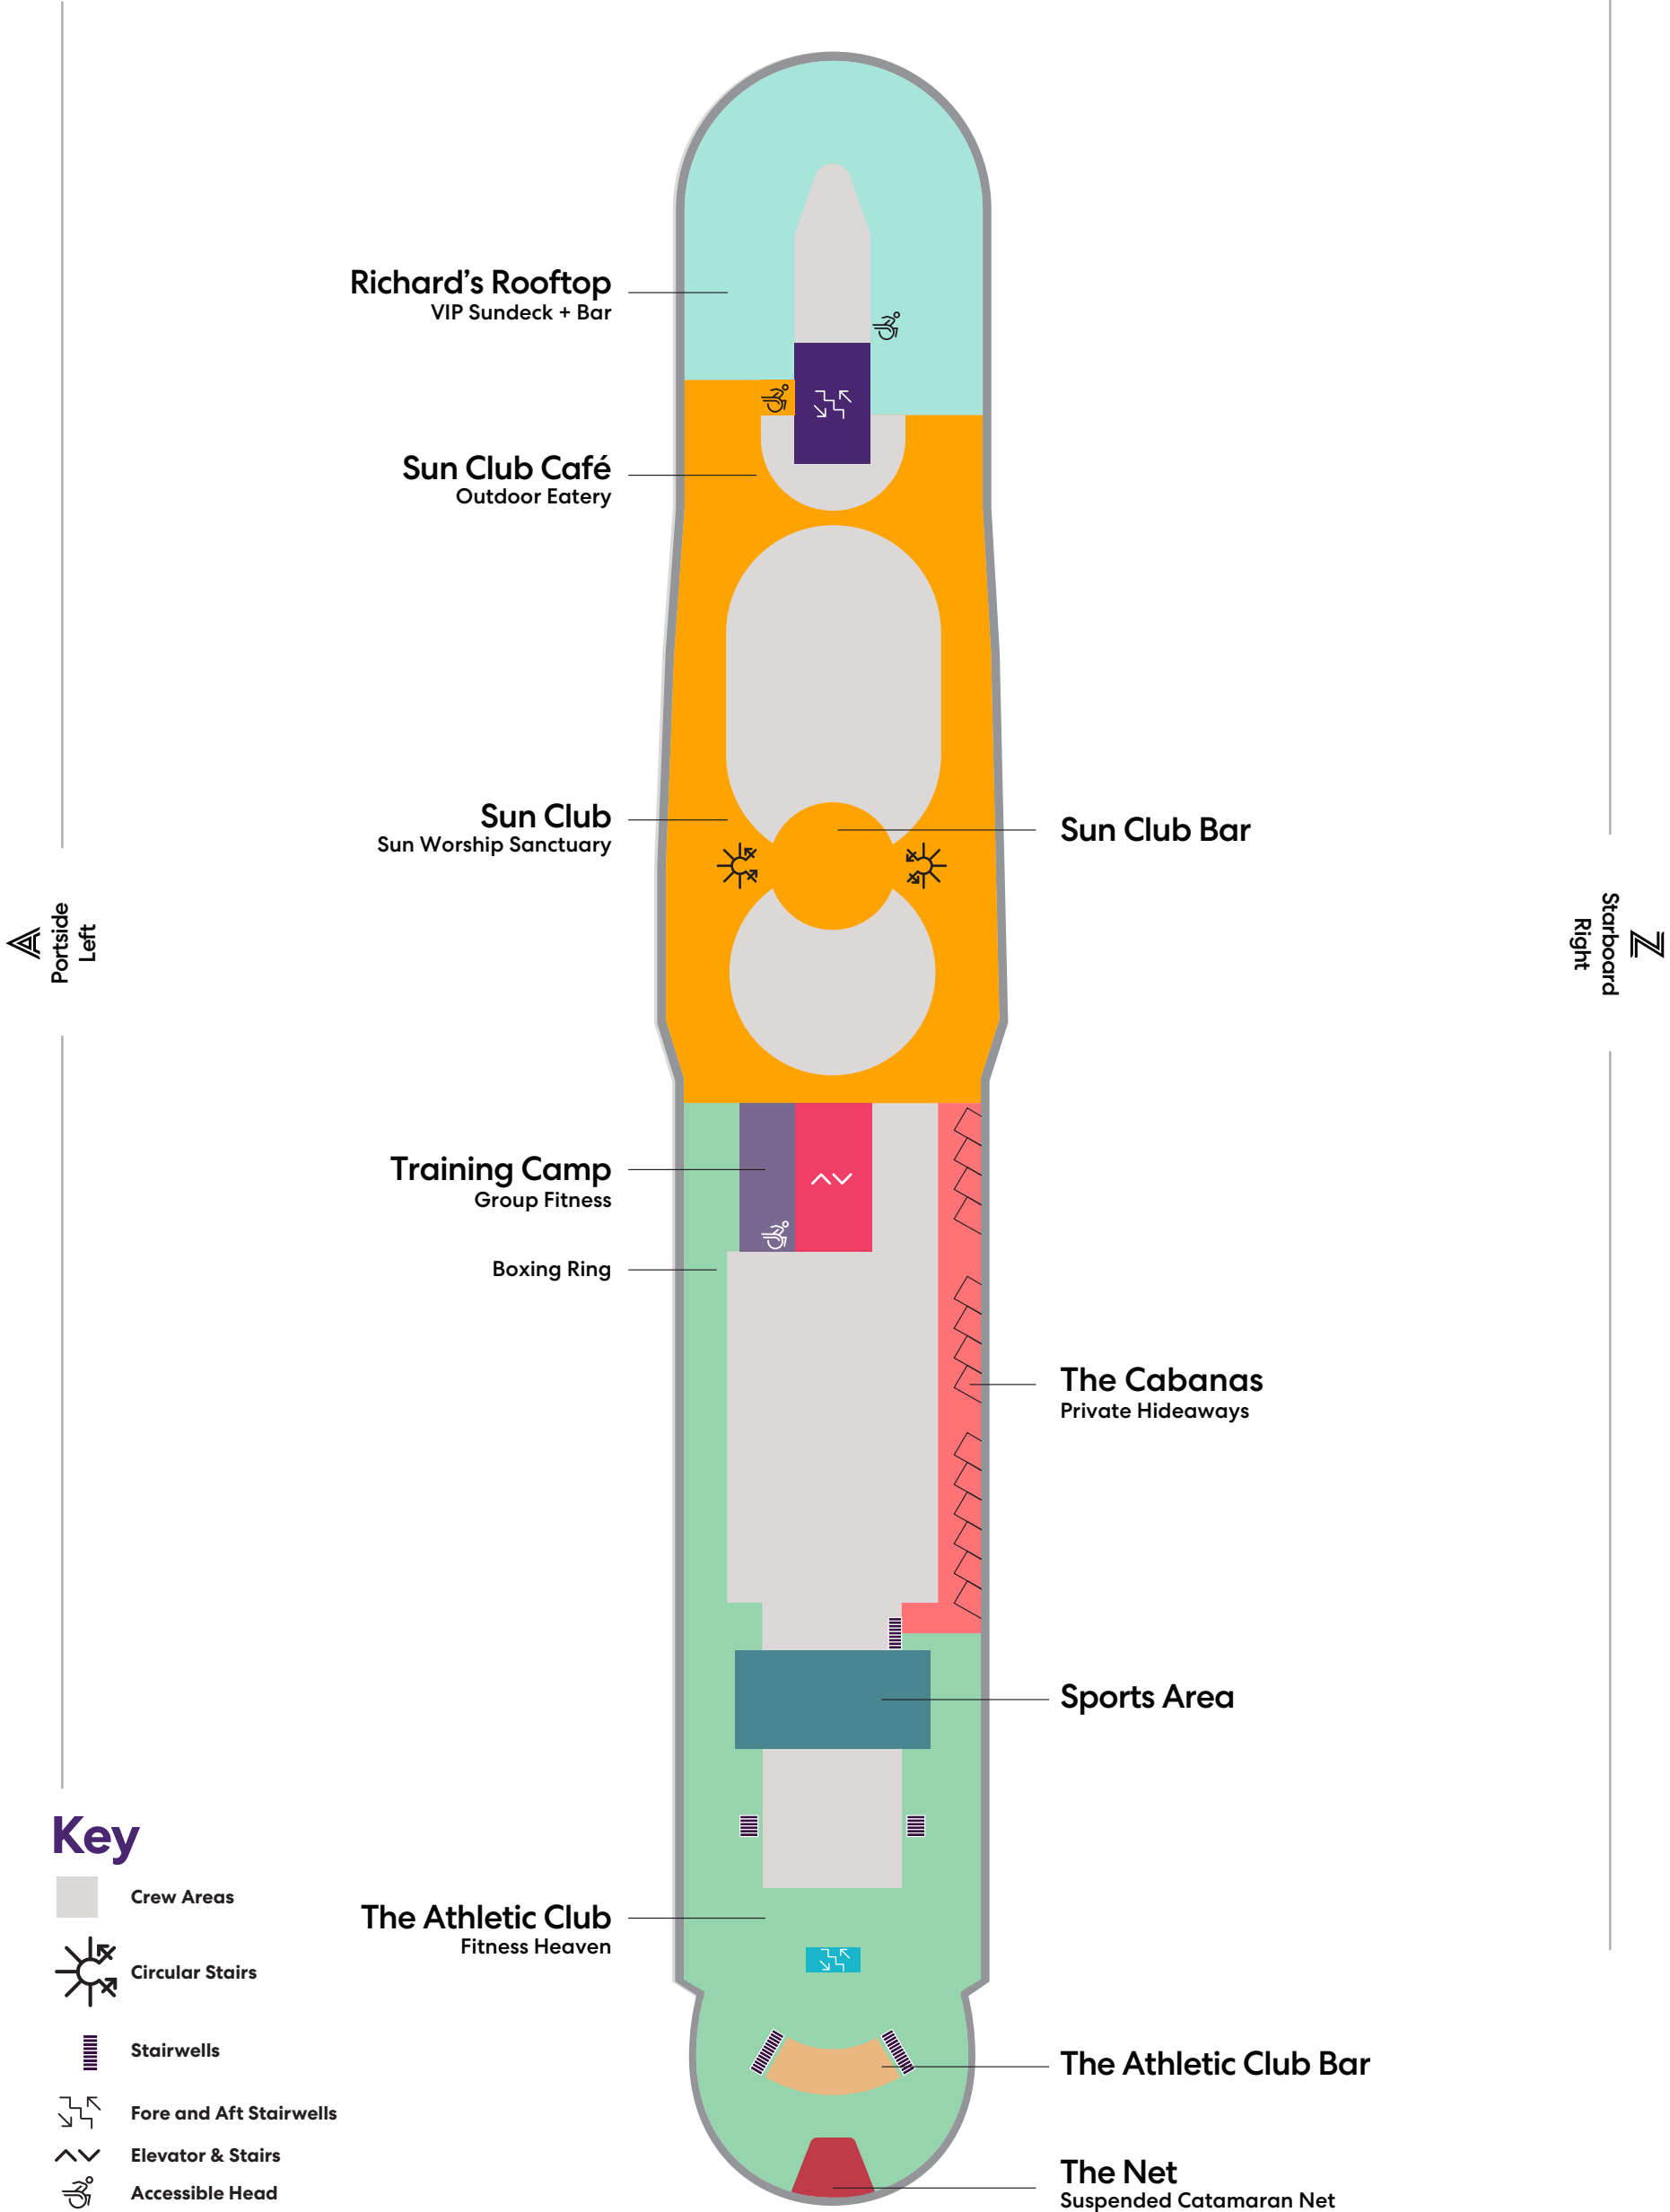 Richard’s Rooftop
VIP Sundeck + Bar
Sun Club Café
Outdoor Eatery
Sun Club
Sun Worship Sanctuary
Sun Club Bar
Portside
Left
Starboard
Right
Training Camp
Group Fitness
Boxing Ring
The Cabanas
Private Hideaways
Sports Area
The Athletic Club
Fitness Heaven
The Athletic Club Bar
The Net
Suspended Catamaran Net
Key
Crew Areas
Circular Stairs
Stairwells
Fore and Aft Stairwells
Elevator & Stairs
Accessible Head